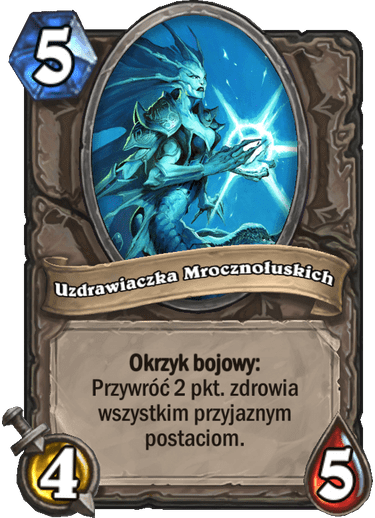 5
Uzdrawiaczka Mrocznołuskich
Okrzyk bojowy:
Przywróć 2 pkt. zdrowia
wszystkim przyjaznym
postaciom.
4
5